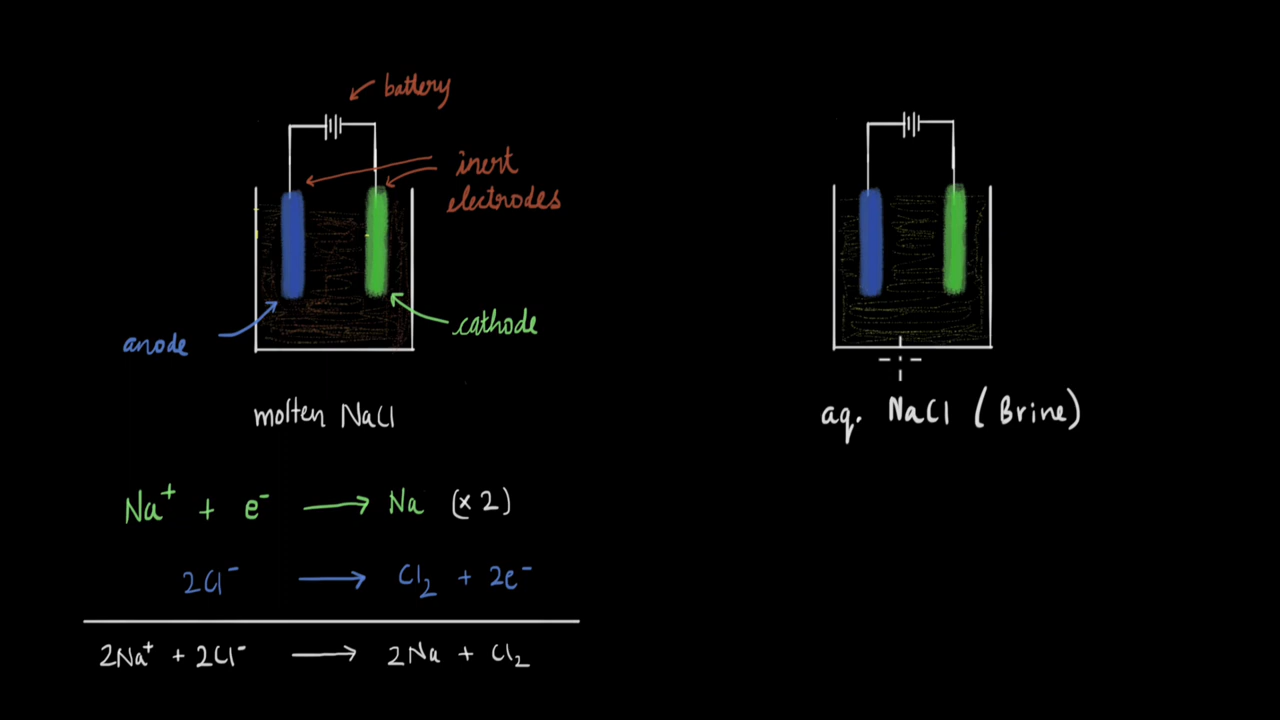 battery
inert
electrodes
anode
cathode
molten NaCl
Na⁺ + e⁻ ⟶ Na (×2)
2Cl⁻ ⟶ Cl₂ + 2e⁻
2Na⁺ + 2Cl⁻ ⟶ 2Na + Cl₂
aq. NaCl (Brine)